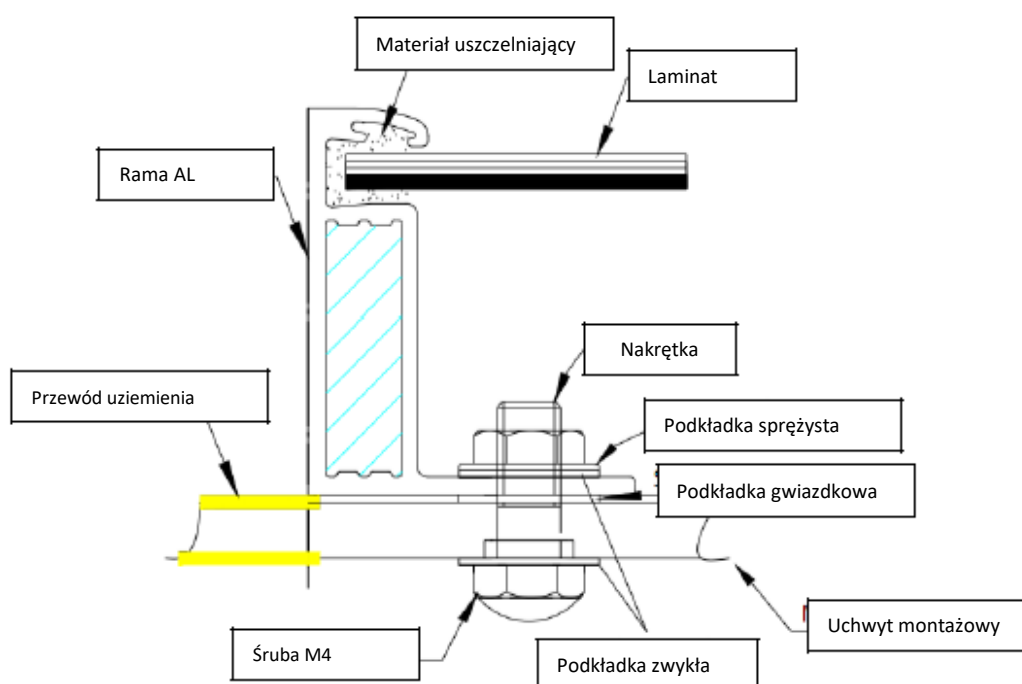 Materiał uszczelniający
Laminat
Rama AL
Nakrętka
Przewód uziemienia
Podkładka sprężysta
Podkładka gwiazdkowa
Uchwyt montażowy
Śruba M4
Podkładka zwykła